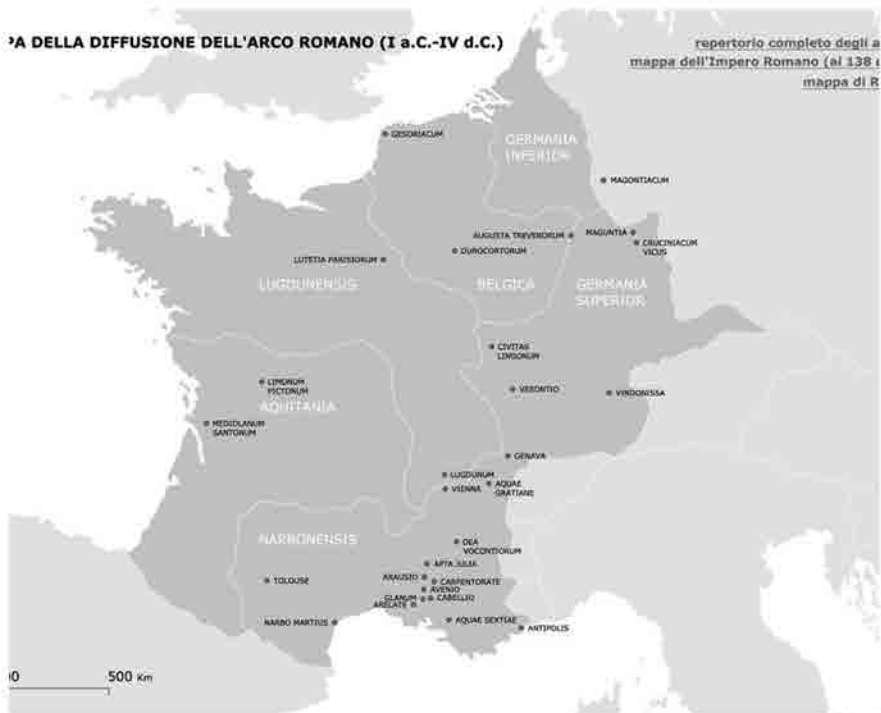 PA DELLA DIFFUSIONE DELL'ARCO ROMANO (I a.C.-IV d.C.)
repertorio completo degli a
mappa dell'Impero Romano (al 138
mappa di R
GESORIACUM
GERMANIA
INFERIOR
MAGONTIACUM
AUGUSTA TREVERORUM
MAGUNTIA
CRUCINIACUM
VICUS
DUROCORTORUM
LUTETIA PARISIORUM
LUGDUNENSIS
BELGICA
GERMANIA
SUPERIOR
CIVITAS
LINGONUM
LIMONUM
PICTONUM
VESONTIO
VINDONISSA
AQUITANIA
MEDIOLANUM
SANTONUM
GENAVA
LUGDUNUM
VIENNA
AQUAE
GRATIANE
NARBONENSIS
DEA
VOCONTIORUM
APTA JULIA
TOLOUSE
ARAUSIO
CARPENTORATE
AVENIO
GLANUM
CABELLIO
ARELATE
NARBO MARTIUS
AQUAE SEXTIAE
ANTIPOLIS
00
500 Km